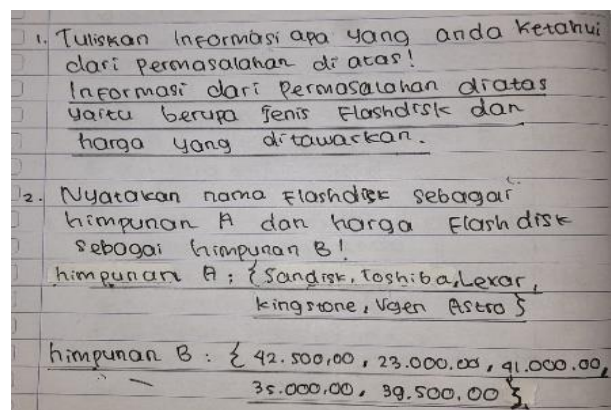 1. Tuliskan Informasi apa yang anda ketahui
dari permasalahan di atas!
Informasi dari permasalahan diatas
yaitu berupa jenis Flashdisk dan
harga yang ditawarkan.
2. Nyatakan nama Flashdisk sebagai
himpunan A dan harga Flash disk
sebagai himpunan B!
himpunan A : {Sandisk, Toshiba, Lexar,
kingstone, Vgen Astro}
himpunan B : { 42.500,00, 23.000.00, 41.000.00,
35.000,00, 39.500,00 }